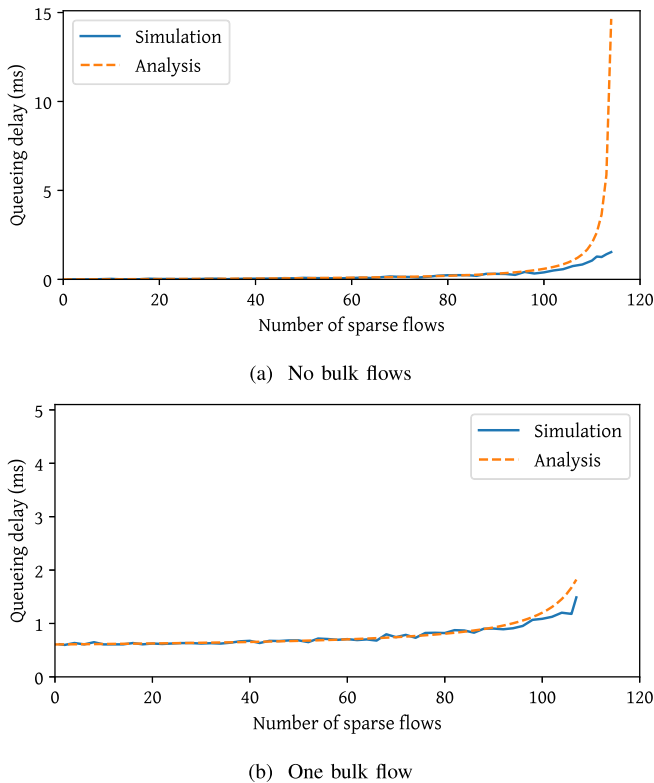 15
10
5
0
Queueing delay (ms)
Simulation
Analysis
0 20 40 60 80 100 120
Number of sparse flows
(a) No bulk flows
5
4
3
2
1
0
Queueing delay (ms)
Simulation
Analysis
0 20 40 60 80 100 120
Number of sparse flows
(b) One bulk flow